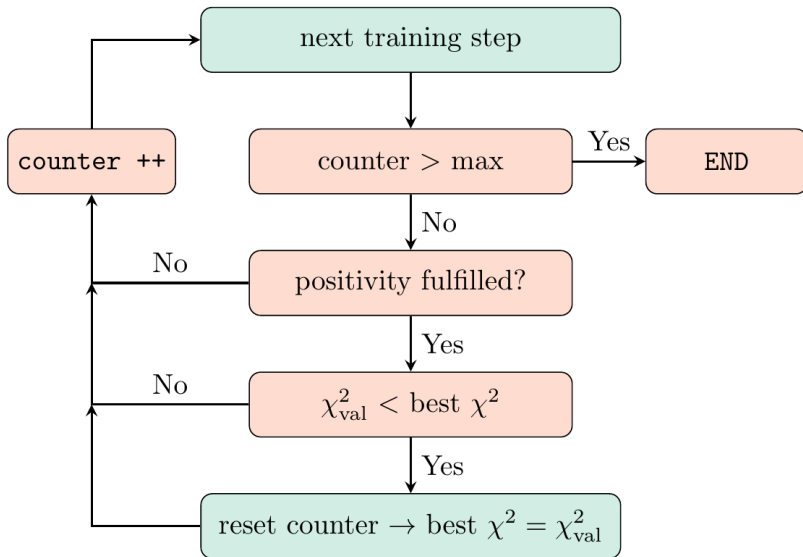 next training step
counter ++
counter > max
Yes
END
No
No
positivity fulfilled?
Yes
No
χ²_val < best χ²
Yes
reset counter → best χ² = χ²_val